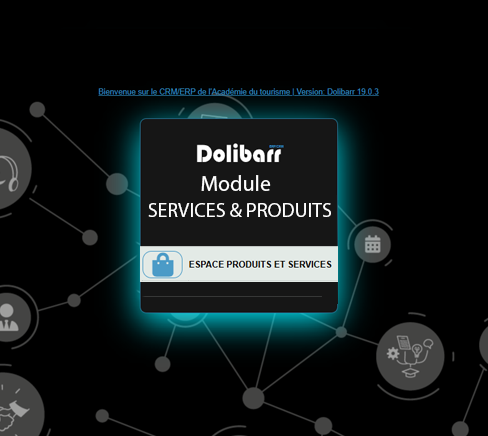 Bienvenue sur le CRM/ERP de l'Académie du tourisme | Version: Dolibarr 19.0.3
Dolibarr
Module
SERVICES & PRODUITS
ESPACE PRODUITS ET SERVICES